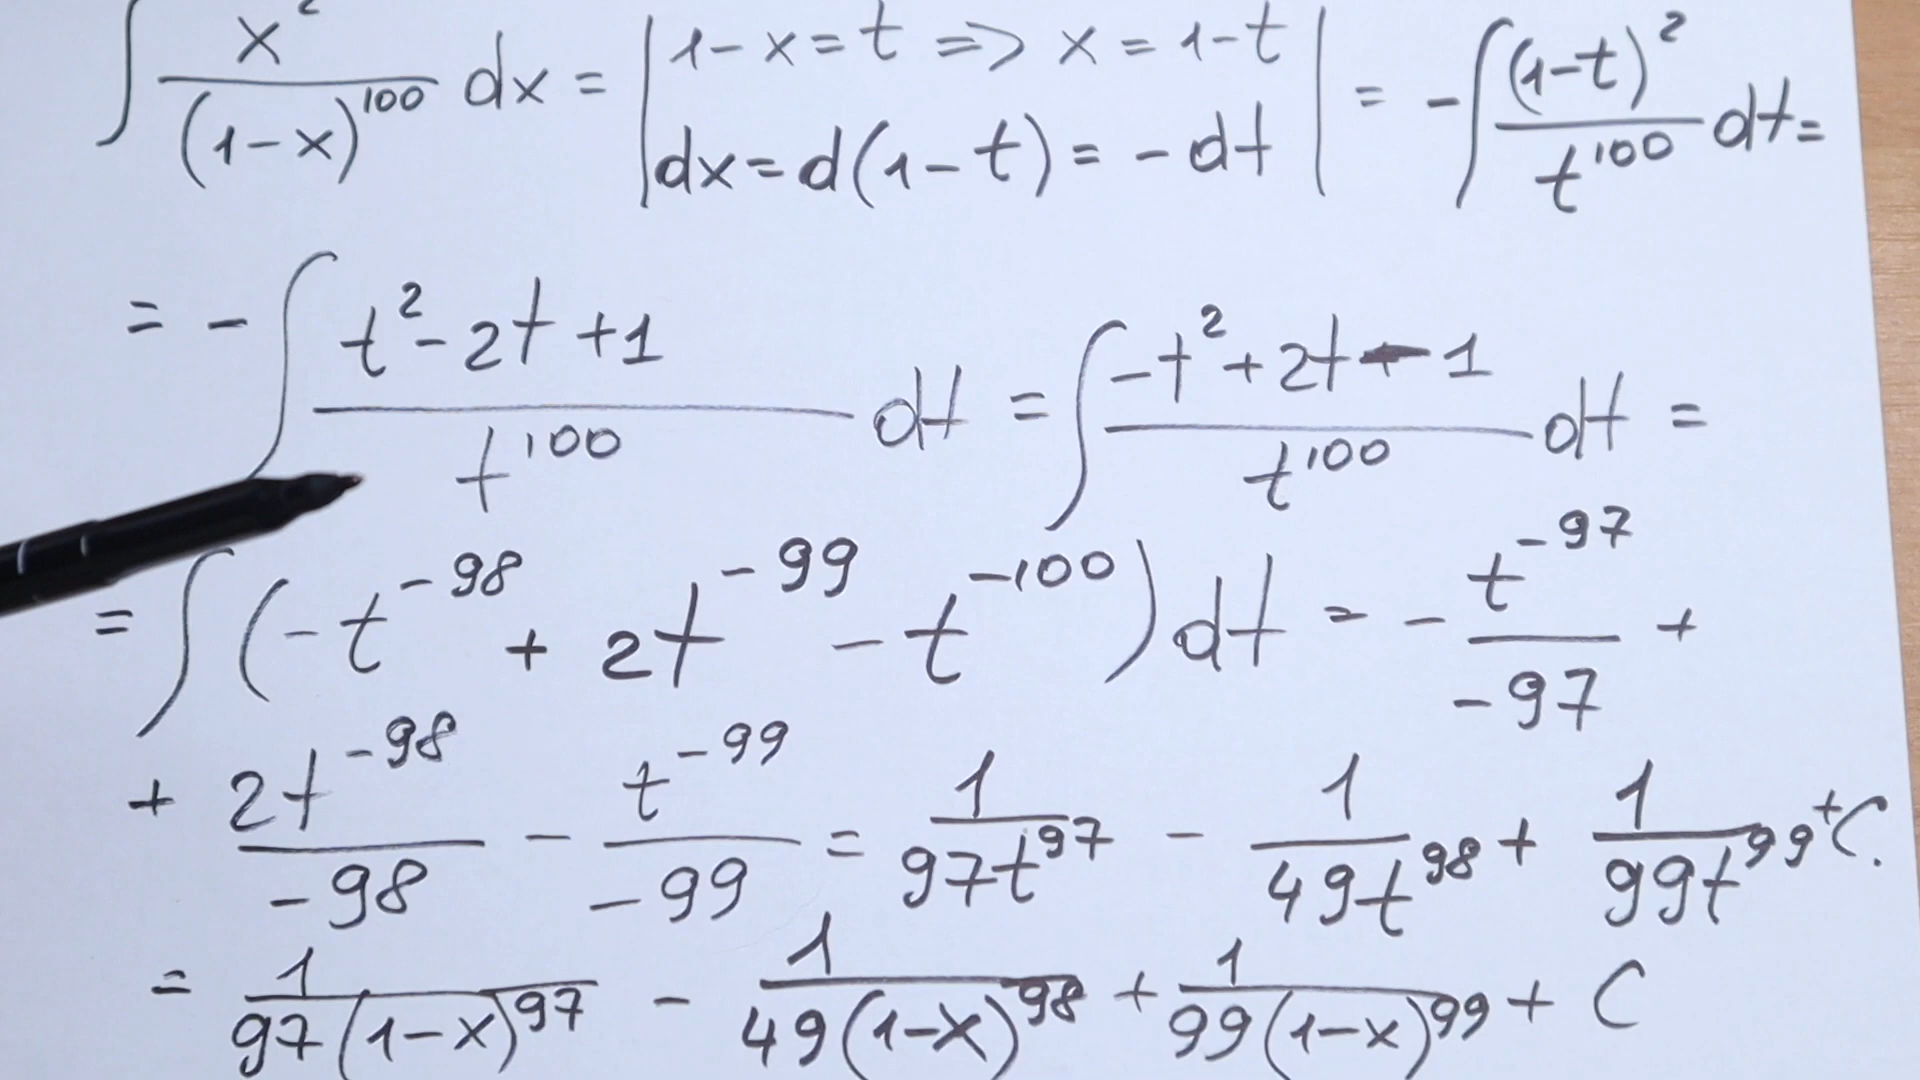 ∫ x² / (1-x)¹⁰⁰ dx = | 1-x=t => x=1-t | = -∫ (1-t)² / t¹⁰⁰ dt=
| dx=d(1-t)=-dt |
= -∫ (t²-2t+1) / t¹⁰⁰ dt = ∫ (-t²+2t-1) / t¹⁰⁰ dt =
= ∫(-t⁻⁹⁸ + 2t⁻⁹⁹ - t⁻¹⁰⁰)dt = - t⁻⁹⁷ / -97 +
+ 2t⁻⁹⁸ / -98 - t⁻⁹⁹ / -99 = 1 / 97t⁹⁷ - 1 / 49t⁹⁸ + 1 / 99t⁹⁹ +C.
= 1 / 97(1-x)⁹⁷ - 1 / 49(1-x)⁹⁸ + 1 / 99(1-x)⁹⁹ + C